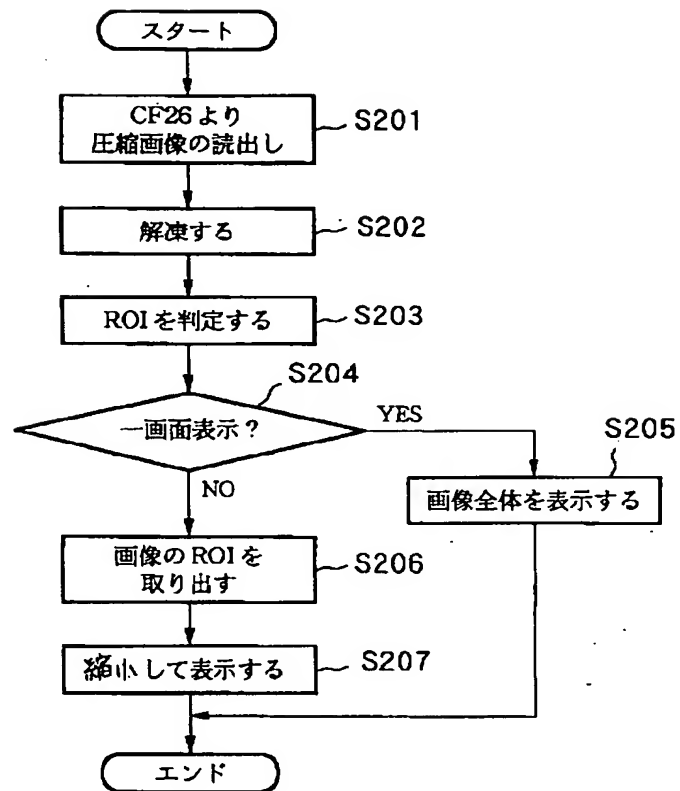 スタート
CF26より
圧縮画像の読出し
S201
解凍する
S202
ROIを判定する
S203
S204
一画面表示?
YES
S205
画像全体を表示する
NO
画像のROIを
取り出す
S206
縮小して表示する
S207
エンド